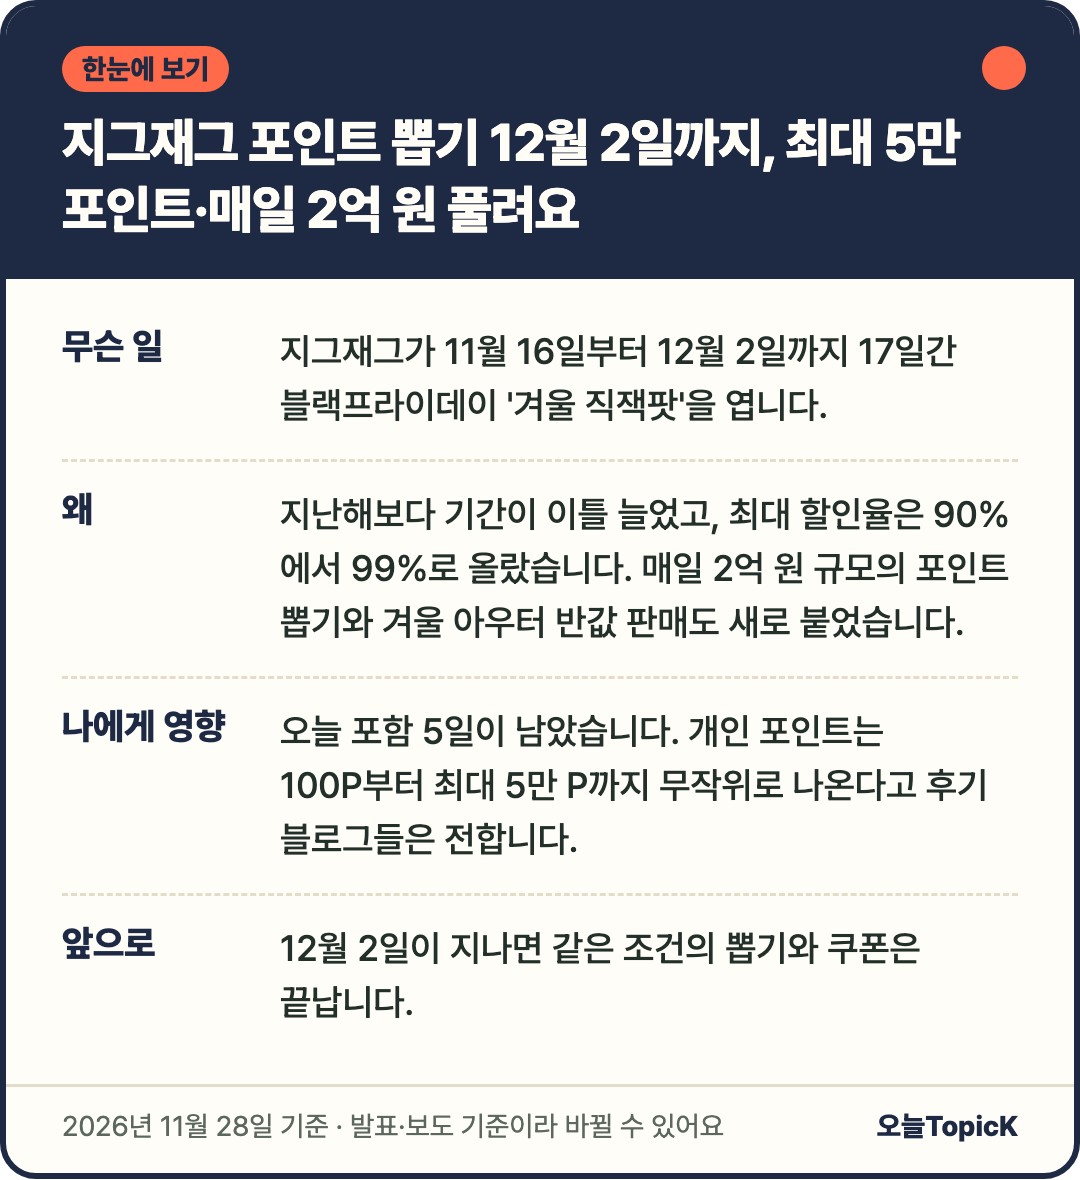 한눈에 보기
지그재그 포인트 뽑기 12월 2일까지, 최대 5만
포인트·매일 2억 원 풀려요
무슨 일
지그재그가 11월 16일부터 12월 2일까지 17일간
블랙프라이데이 '겨울 직잭팟'을 엽니다.
왜
지난해보다 기간이 이틀 늘었고, 최대 할인율은 90%
에서 99%로 올랐습니다. 매일 2억 원 규모의 포인트
뽑기와 겨울 아우터 반값 판매도 새로 붙었습니다.
나에게 영향
오늘 포함 5일이 남았습니다. 개인 포인트는
100P부터 최대 5만 P까지 무작위로 나온다고 후기
블로그들은 전합니다.
앞으로
12월 2일이 지나면 같은 조건의 뽑기와 쿠폰은
끝납니다.
2026년 11월 28일 기준 · 발표·보도 기준이라 바뀔 수 있어요
오늘TopicK